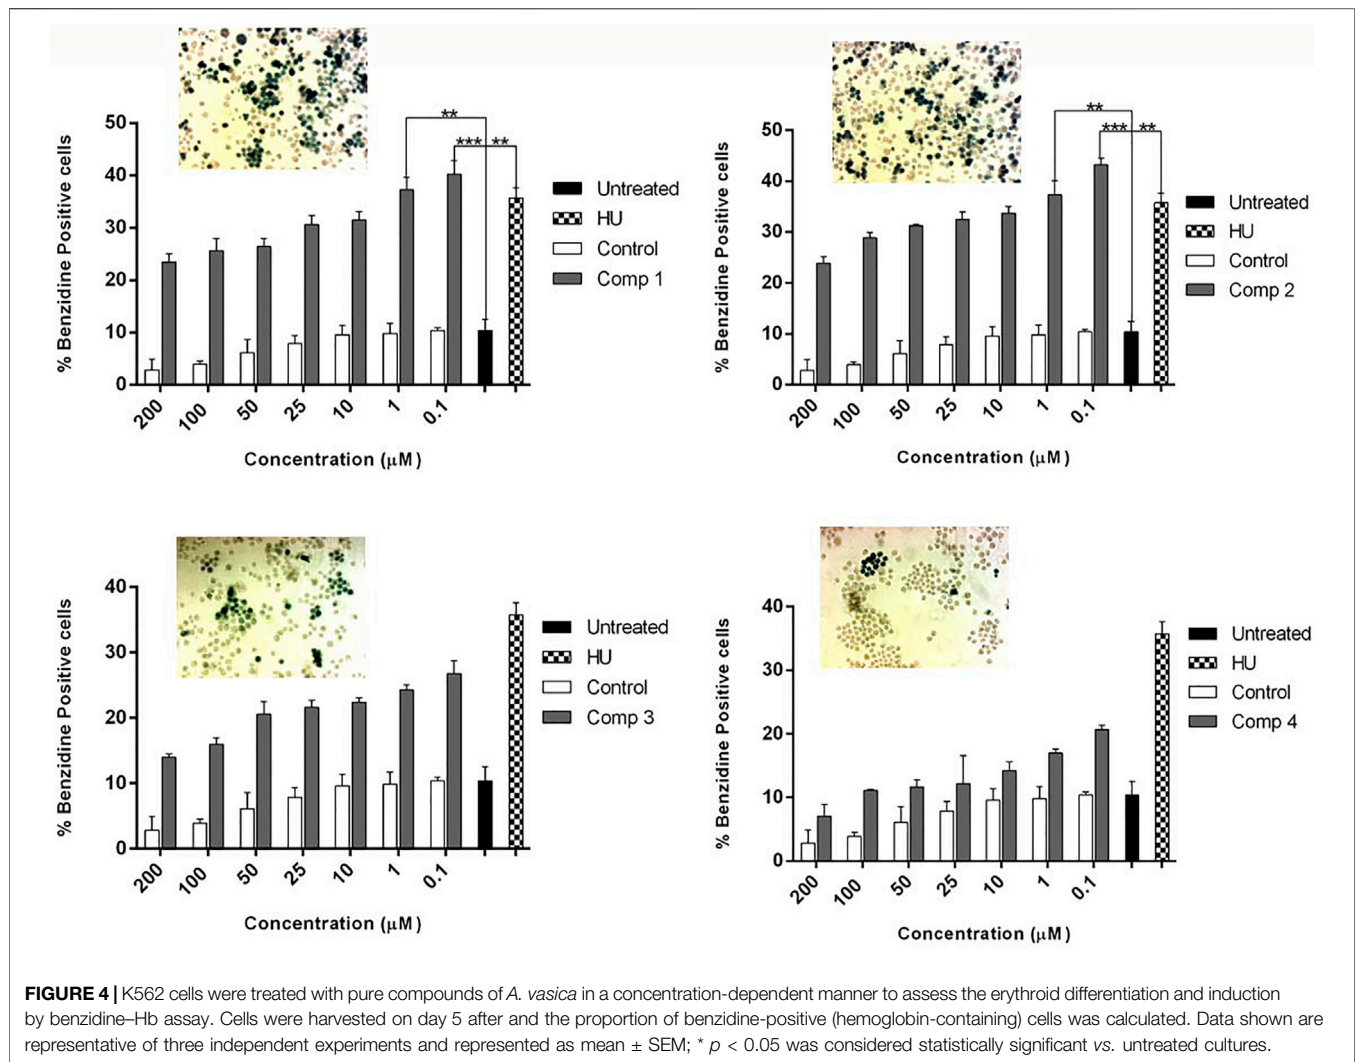 50
40
30
20
10
0
% Benzidine Positive cells
**
*** **
200 100 50 25 10 1 0.1
Concentration (μM)
Untreated
HU
Control
Comp 1
50
40
30
20
10
0
% Benzidine Positive cells
**
*** **
200 100 50 25 10 1 0.1
Concentration (μM)
Untreated
HU
Control
Comp 2
40
30
20
10
0
% Benzidine Positive cells
200 100 50 25 10 1 0.1
Concentration (μM)
Untreated
HU
Control
Comp 3
40
30
20
10
0
% Benzidine Positive cells
200 100 50 25 10 1 0.1
Concentration (μM)
Untreated
HU
Control
Comp 4
FIGURE 4 | K562 cells were treated with pure compounds of A. vasica in a concentration-dependent manner to assess the erythroid differentiation and induction
by benzidine–Hb assay. Cells were harvested on day 5 after and the proportion of benzidine-positive (hemoglobin-containing) cells was calculated. Data shown are
representative of three independent experiments and represented as mean ± SEM; * p < 0.05 was considered statistically significant vs. untreated cultures.